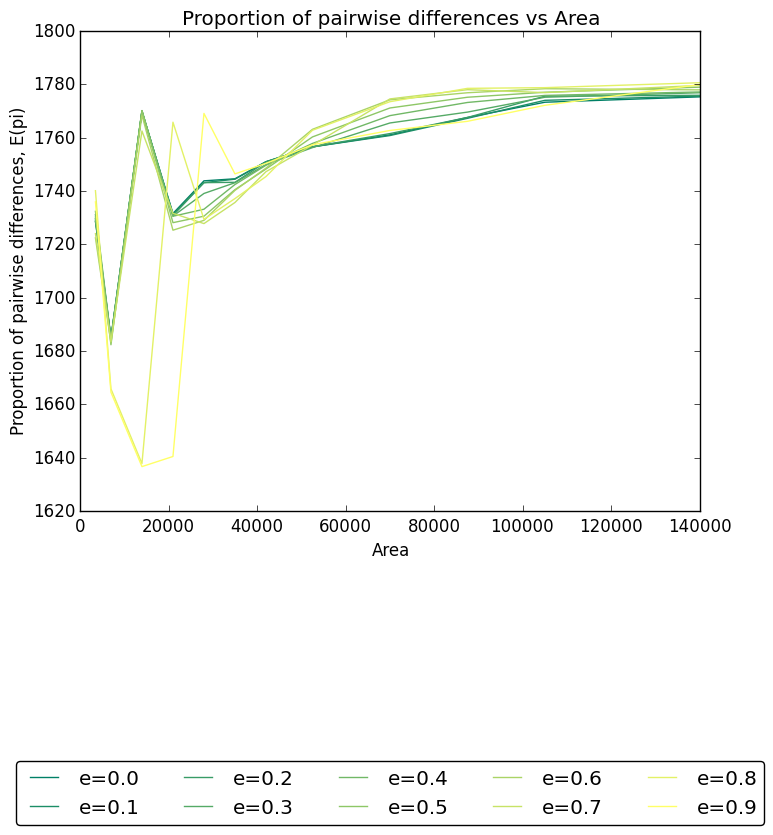 Proportion of pairwise differences vs Area
Proportion of pairwise differences, E(pi)
1800
1780
1760
1740
1720
1700
1680
1660
1640
1620
0 20000 40000 60000 80000 100000 120000 140000
Area
e=0.0 e=0.2 e=0.4 e=0.6 e=0.8
e=0.1 e=0.3 e=0.5 e=0.7 e=0.9